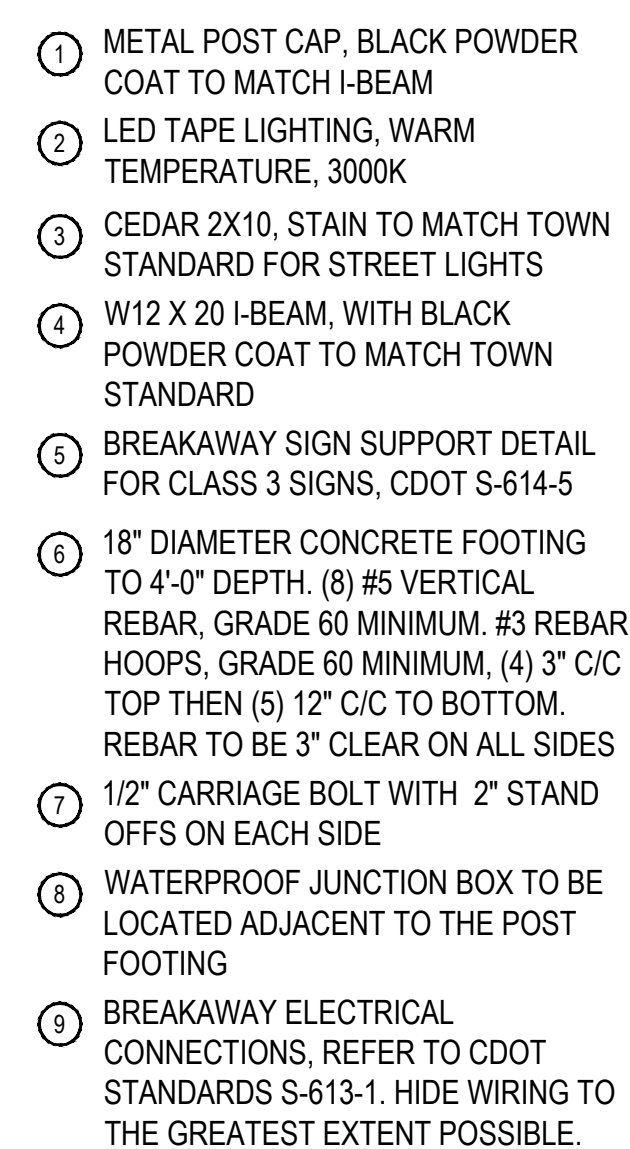 1 METAL POST CAP, BLACK POWDER
COAT TO MATCH I-BEAM
2 LED TAPE LIGHTING, WARM
TEMPERATURE, 3000K
3 CEDAR 2X10, STAIN TO MATCH TOWN
STANDARD FOR STREET LIGHTS
4 W12 X 20 I-BEAM, WITH BLACK
POWDER COAT TO MATCH TOWN
STANDARD
5 BREAKAWAY SIGN SUPPORT DETAIL
FOR CLASS 3 SIGNS, CDOT S-614-5
6 18" DIAMETER CONCRETE FOOTING
TO 4'-0" DEPTH. (8) #5 VERTICAL
REBAR, GRADE 60 MINIMUM. #3 REBAR
HOOPS, GRADE 60 MINIMUM, (4) 3" C/C
TOP THEN (5) 12" C/C TO BOTTOM.
REBAR TO BE 3" CLEAR ON ALL SIDES
7 1/2" CARRIAGE BOLT WITH 2" STAND
OFFS ON EACH SIDE
8 WATERPROOF JUNCTION BOX TO BE
LOCATED ADJACENT TO THE POST
FOOTING
9 BREAKAWAY ELECTRICAL
CONNECTIONS, REFER TO CDOT
STANDARDS S-613-1. HIDE WIRING TO
THE GREATEST EXTENT POSSIBLE.